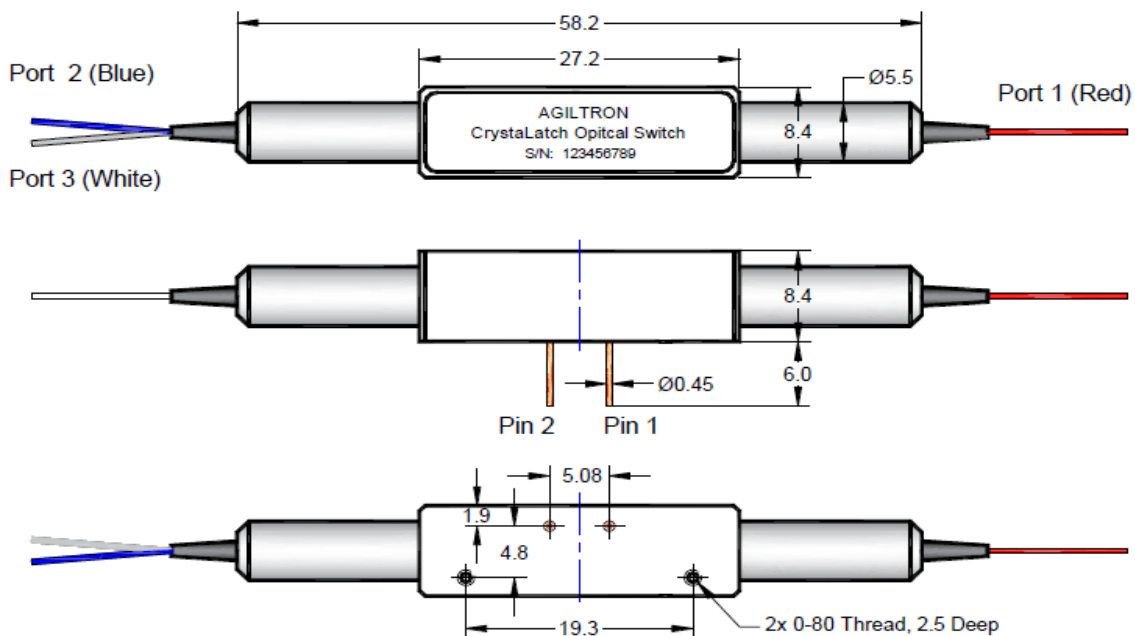 58.2
27.2
Port 2 (Blue)
Ø5.5
Port 1 (Red)
AGILTRON
CrystaLatch Opitcal Switch
S/N: 123456789
8.4
Port 3 (White)
8.4
Ø0.45
6.0
Pin 2
Pin 1
5.08
1.9
4.8
19.3
2x 0-80 Thread, 2.5 Deep